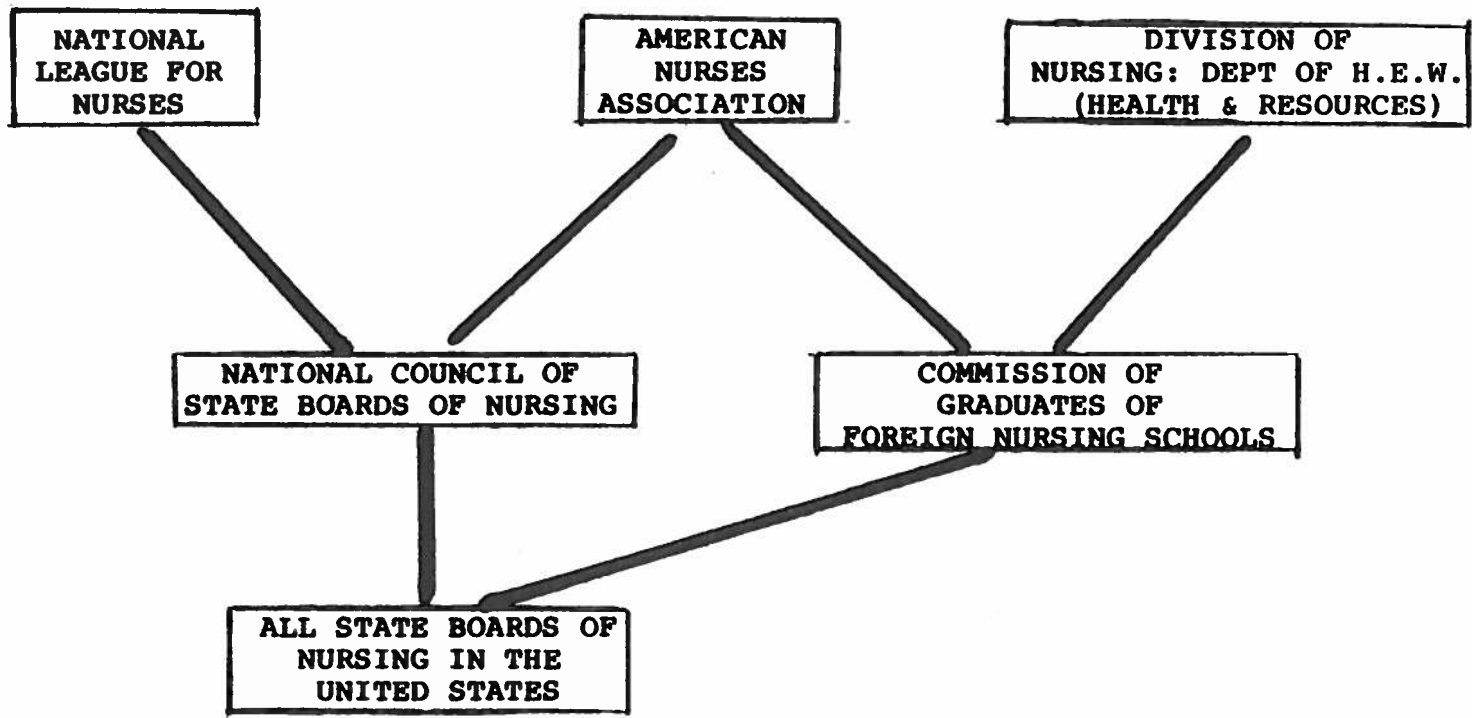 NATIONAL
LEAGUE FOR
NURSES
AMERICAN
NURSES
ASSOCIATION
DIVISION OF
NURSING: DEPT OF H.E.W.
(HEALTH & RESOURCES)
NATIONAL COUNCIL OF
STATE BOARDS OF NURSING
COMMISSION OF
GRADUATES OF
FOREIGN NURSING SCHOOLS
ALL STATE BOARDS OF
NURSING IN THE
UNITED STATES